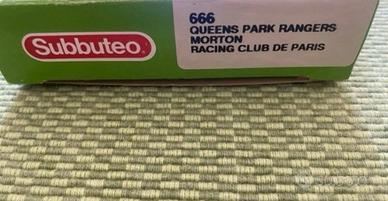 Subbuteo
666
QUEENS PARK RANGERS
MORTON
RACING CLUB DE PARIS